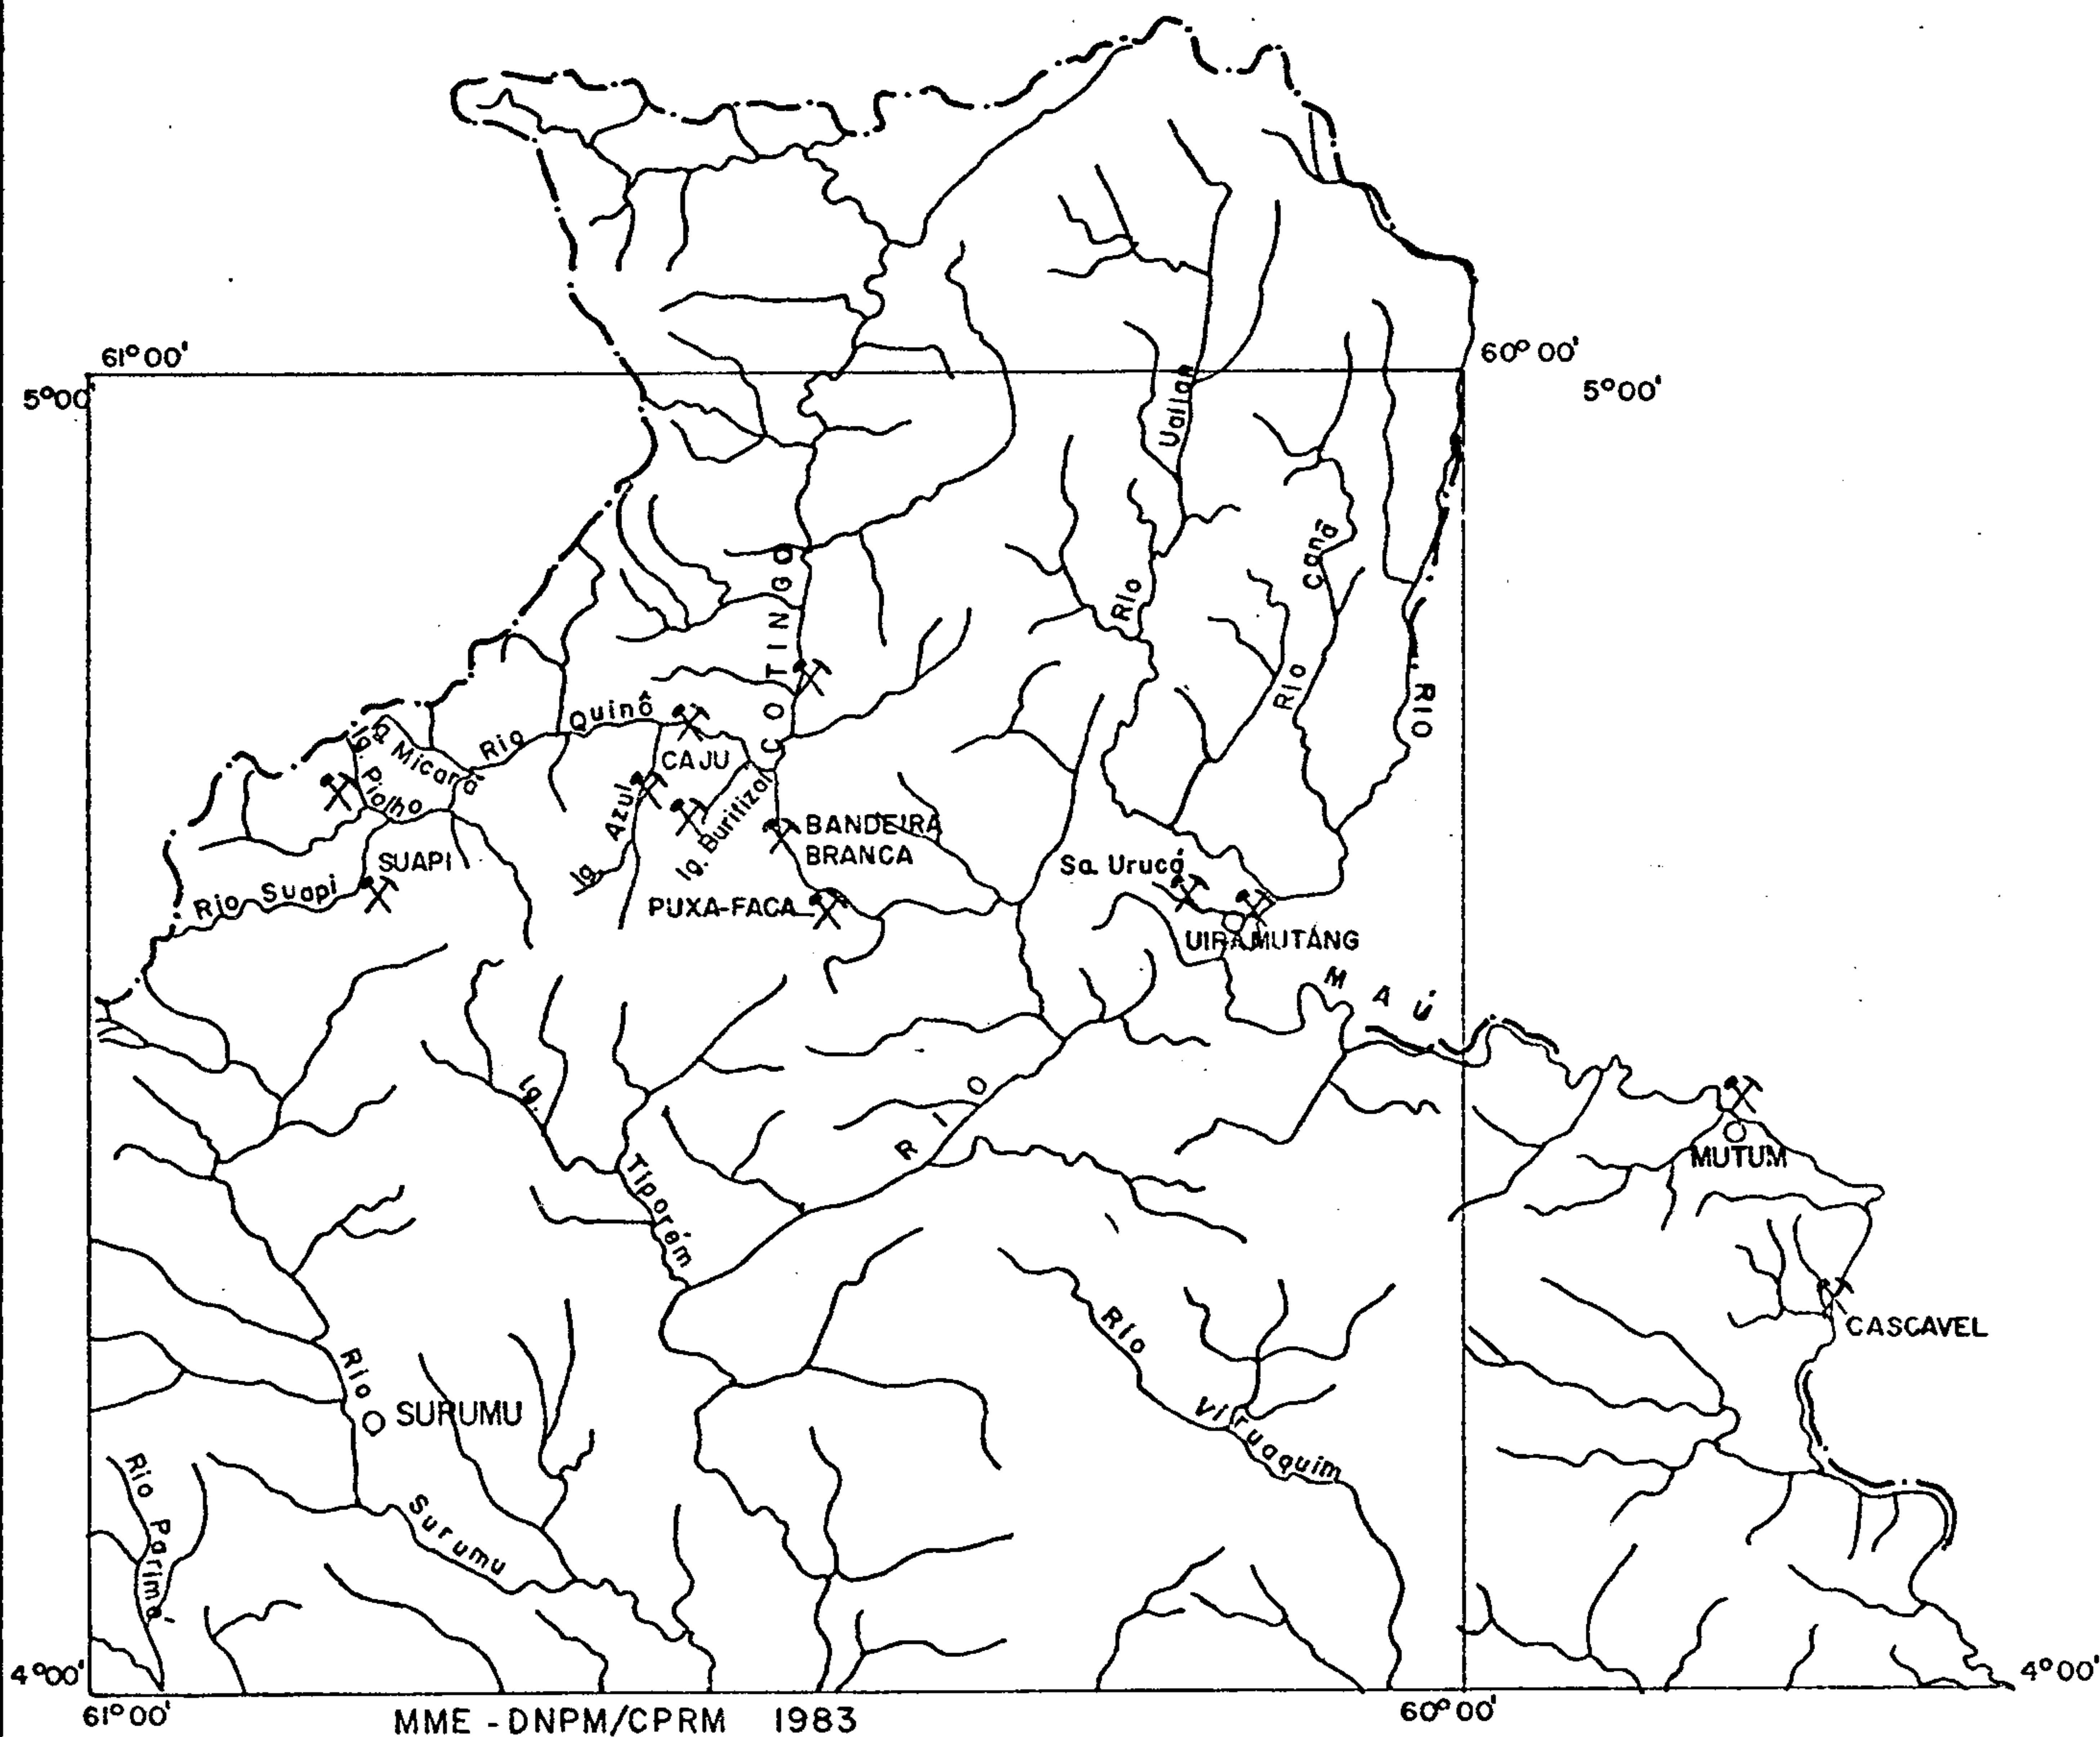 61°00'
60°00'
5°00'
5°00'
Uailan
Rio
Canã
Rio
COTINGO
RIO
Quinô
Rio
CAJU
Ig. Micará
Ig. Piolho
Azul
Ig.
Ig. Buritizal
BANDEIRA
BRANCA
SUAPI
Rio Suapi
PUXA-FACA
Sa. Urucá
UIRAMUTÁNG
MAÚ
Ig.
RIO
Tiporém
MUTUM
CASCAVEL
Rio
Viruaquim
Rio
SURUMU
Surumu
Rio Parimé
4°00'
4°00'
61°00'
60°00'
MME - DNPM/CPRM 1983